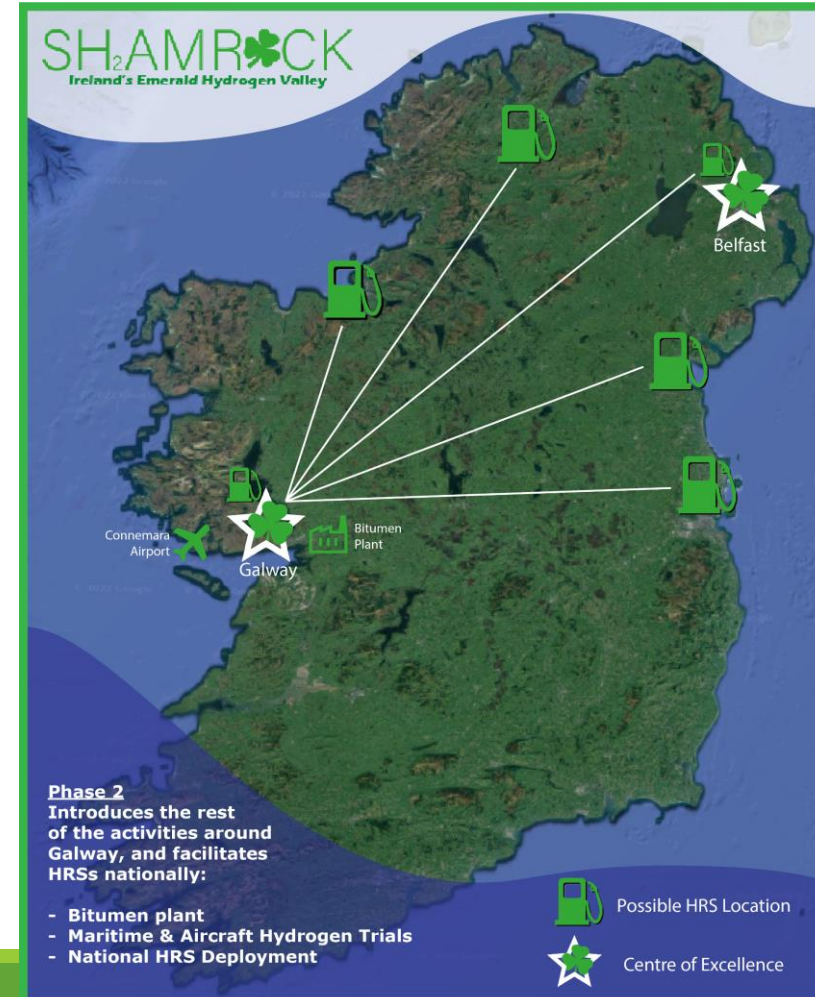 SH₂AMR☘CK
Ireland's Emerald Hydrogen Valley
Belfast
Connemara
Airport
Bitumen
Plant
Galway
Phase 2
Introduces the rest
of the activities around
Galway, and facilitates
HRSs nationally:
- Bitumen plant
- Maritime & Aircraft Hydrogen Trials
- National HRS Deployment
Possible HRS Location
Centre of Excellence